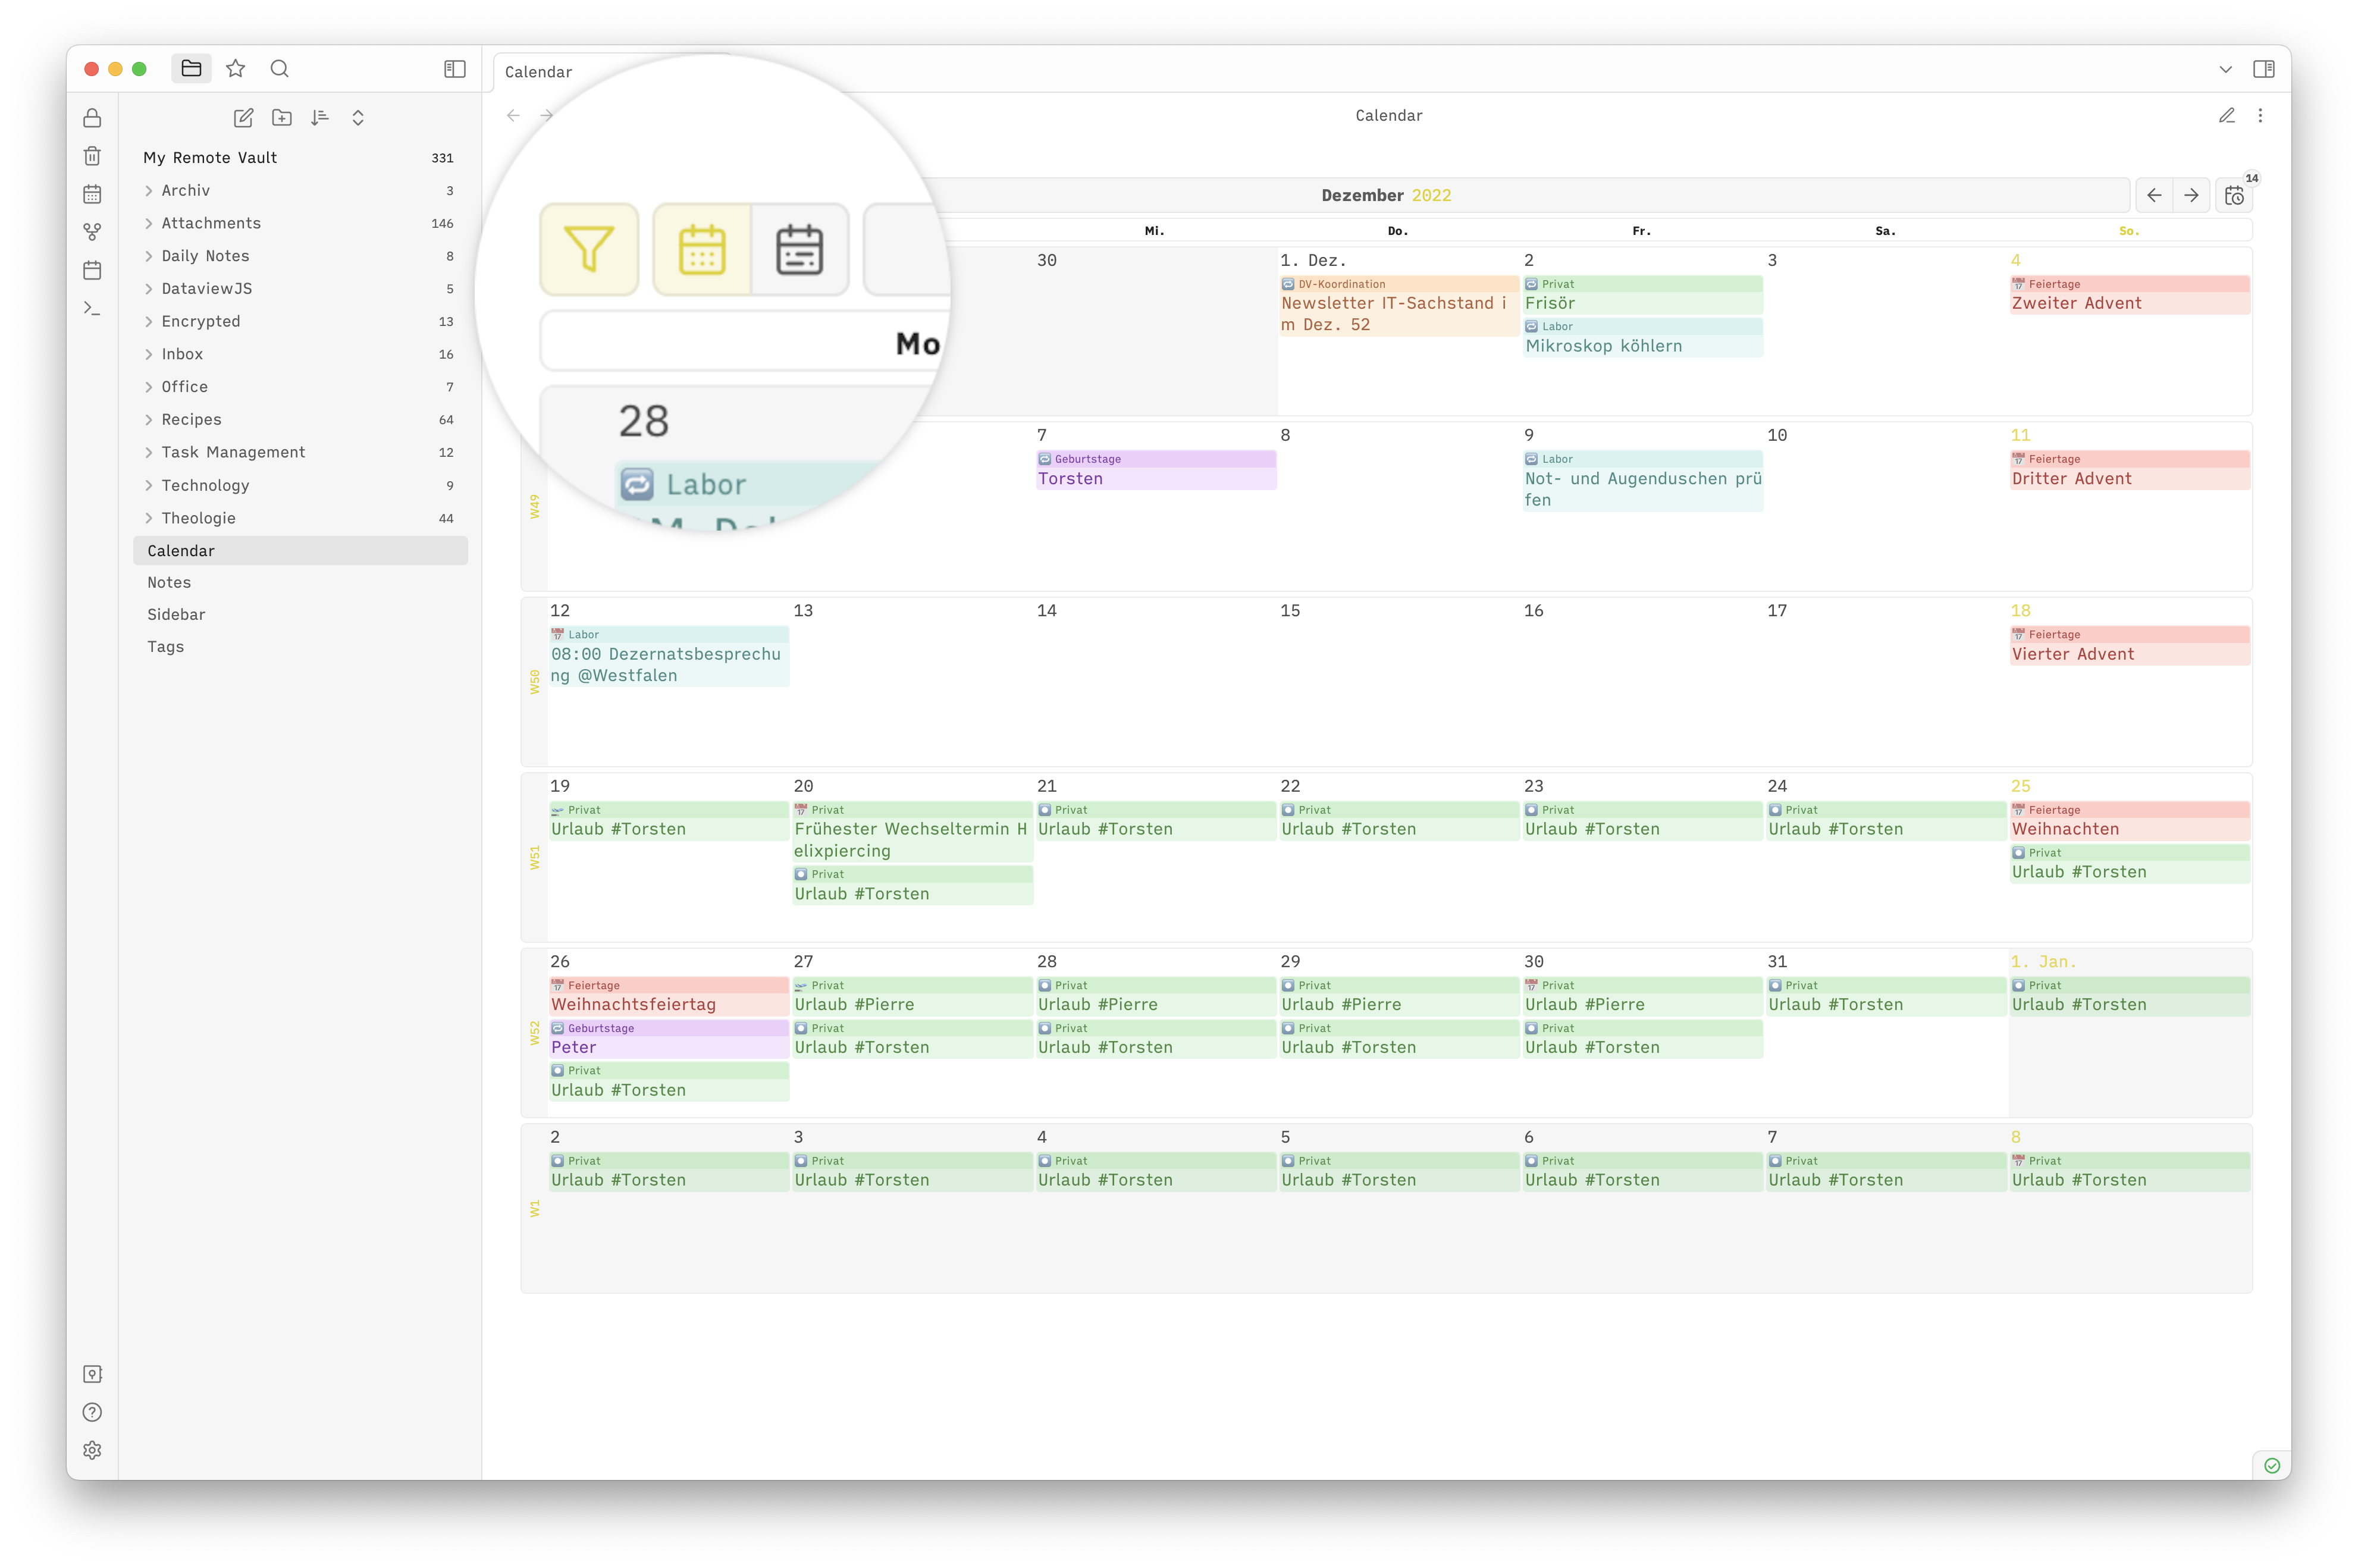 Calendar
My Remote Vault 331
Archiv 3
Attachments 146
Daily Notes 8
DataviewJS 5
Encrypted 13
Inbox 16
Office 7
Recipes 64
Task Management 12
Technology 9
Theologie 44
Calendar
Notes
Sidebar
Tags
Calendar
Dezember 2022
14
Mo
Mi.
Do.
Fr.
Sa.
So.
28
Labor
30
1. Dez.
DV-Koordination
Newsletter IT-Sachstand i
m Dez. 52
2
Privat
Frisör
Labor
Mikroskop köhlern
3
4
Feiertage
Zweiter Advent
W49
7
Geburtstage
Torsten
8
9
Labor
Not- und Augenduschen prü
fen
10
11
Feiertage
Dritter Advent
W50
12
Labor
08:00 Dezernatsbesprechu
ng @Westfalen
13
14
15
16
17
18
Feiertage
Vierter Advent
W51
19
Privat
Urlaub #Torsten
20
Privat
Frühester Wechseltermin H
elixpiercing
Privat
Urlaub #Torsten
21
Privat
Urlaub #Torsten
22
Privat
Urlaub #Torsten
23
Privat
Urlaub #Torsten
24
Privat
Urlaub #Torsten
25
Feiertage
Weihnachten
Privat
Urlaub #Torsten
W52
26
Feiertage
Weihnachtsfeiertag
Geburtstage
Peter
Privat
Urlaub #Torsten
27
Privat
Urlaub #Pierre
Privat
Urlaub #Torsten
28
Privat
Urlaub #Pierre
Privat
Urlaub #Torsten
29
Privat
Urlaub #Pierre
Privat
Urlaub #Torsten
30
Privat
Urlaub #Pierre
Privat
Urlaub #Torsten
31
Privat
Urlaub #Torsten
1. Jan.
Privat
Urlaub #Torsten
W1
2
Privat
Urlaub #Torsten
3
Privat
Urlaub #Torsten
4
Privat
Urlaub #Torsten
5
Privat
Urlaub #Torsten
6
Privat
Urlaub #Torsten
7
Privat
Urlaub #Torsten
8
Privat
Urlaub #Torsten